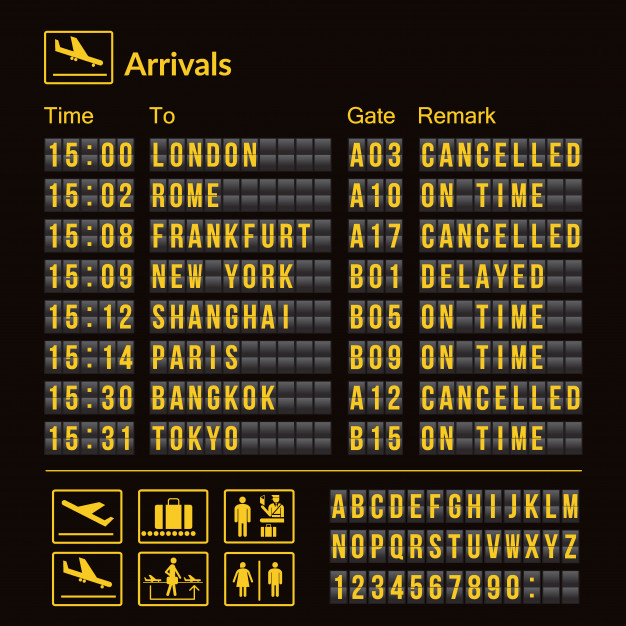 Arrivals
Time To Gate Remark
15:00 LONDON A03 CANCELLED
15:02 ROME A10 ON TIME
15:08 FRANKFURT A17 CANCELLED
15:09 NEW YORK B01 DELAYED
15:12 SHANGHAI B05 ON TIME
15:14 PARIS B09 ON TIME
15:30 BANGKOK A12 CANCELLED
15:31 TOKYO B15 ON TIME
ABCDEFGHIJKLM
NOPQRSTUVWXYZ
1234567890: